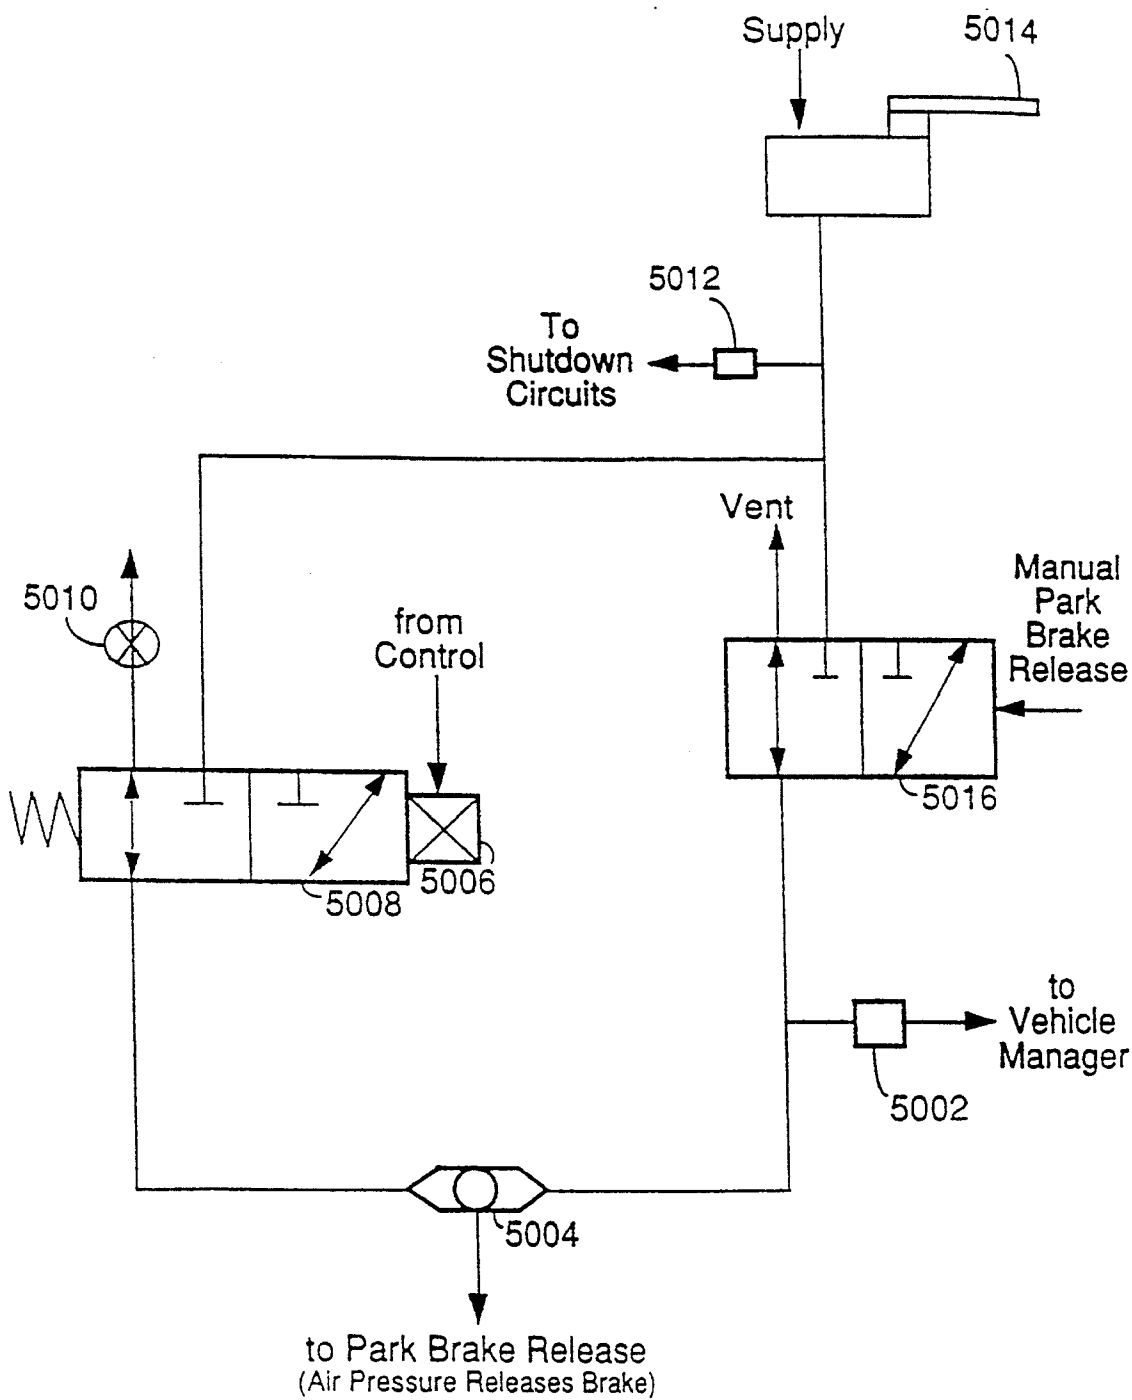 Supply
5014
5012
To
Shutdown
Circuits
Vent
Manual
Park
Brake
Release
5010
from
Control
5016
5006
5008
to
Vehicle
Manager
5002
5004
to Park Brake Release
(Air Pressure Releases Brake)